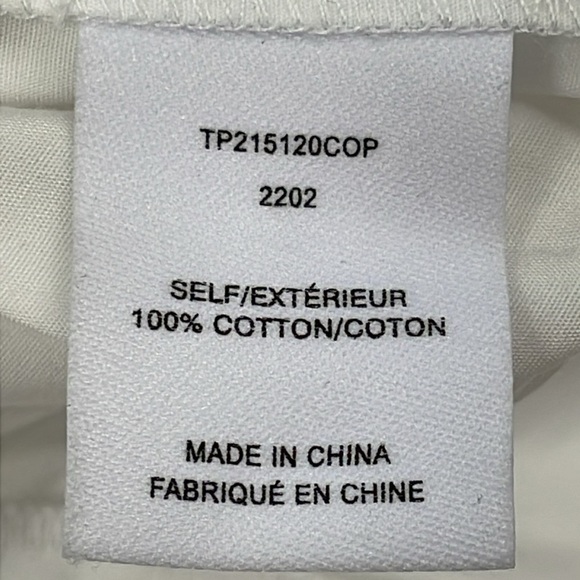 TP215120COP
2202
SELF/EXTÉRIEUR
100% COTTON/COTON
MADE IN CHINA
FABRIQUÉ EN CHINE